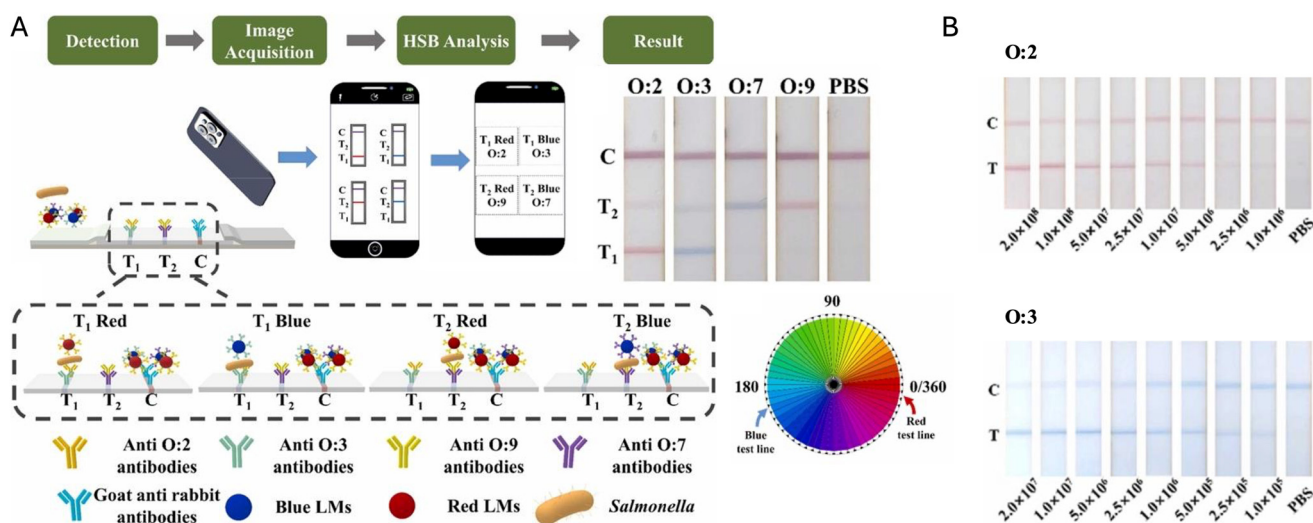 A
Detection
Image
Acquisition
HSB Analysis
Result
C
T2
T1
C
T2
T1
C
T2
T1
C
T2
T1
T1 Red
O:2
T1 Blue
O:3
T2 Red
O:9
T2 Blue
O:7
O:2 O:3 O:7 O:9 PBS
C
T2
T1
T1 T2 C
T1 Red
T1 Blue
T2 Red
T2 Blue
T1 T2 C
T1 T2 C
T1 T2 C
T1 T2 C
90
180
0/360
Blue
test line
Red
test line
Anti O:2
antibodies
Anti O:3
antibodies
Anti O:9
antibodies
Anti O:7
antibodies
Goat anti rabbit
antibodies
Blue LMs
Red LMs
Salmonella
B
O:2
C
T
2.0×10⁸ 1.0×10⁸ 5.0×10⁷ 2.5×10⁷ 1.0×10⁷ 5.0×10⁶ 2.5×10⁶ 1.0×10⁶ PBS
O:3
C
T
2.0×10⁷ 1.0×10⁷ 5.0×10⁶ 2.5×10⁶ 1.0×10⁶ 5.0×10⁵ 2.5×10⁵ 1.0×10⁵ PBS